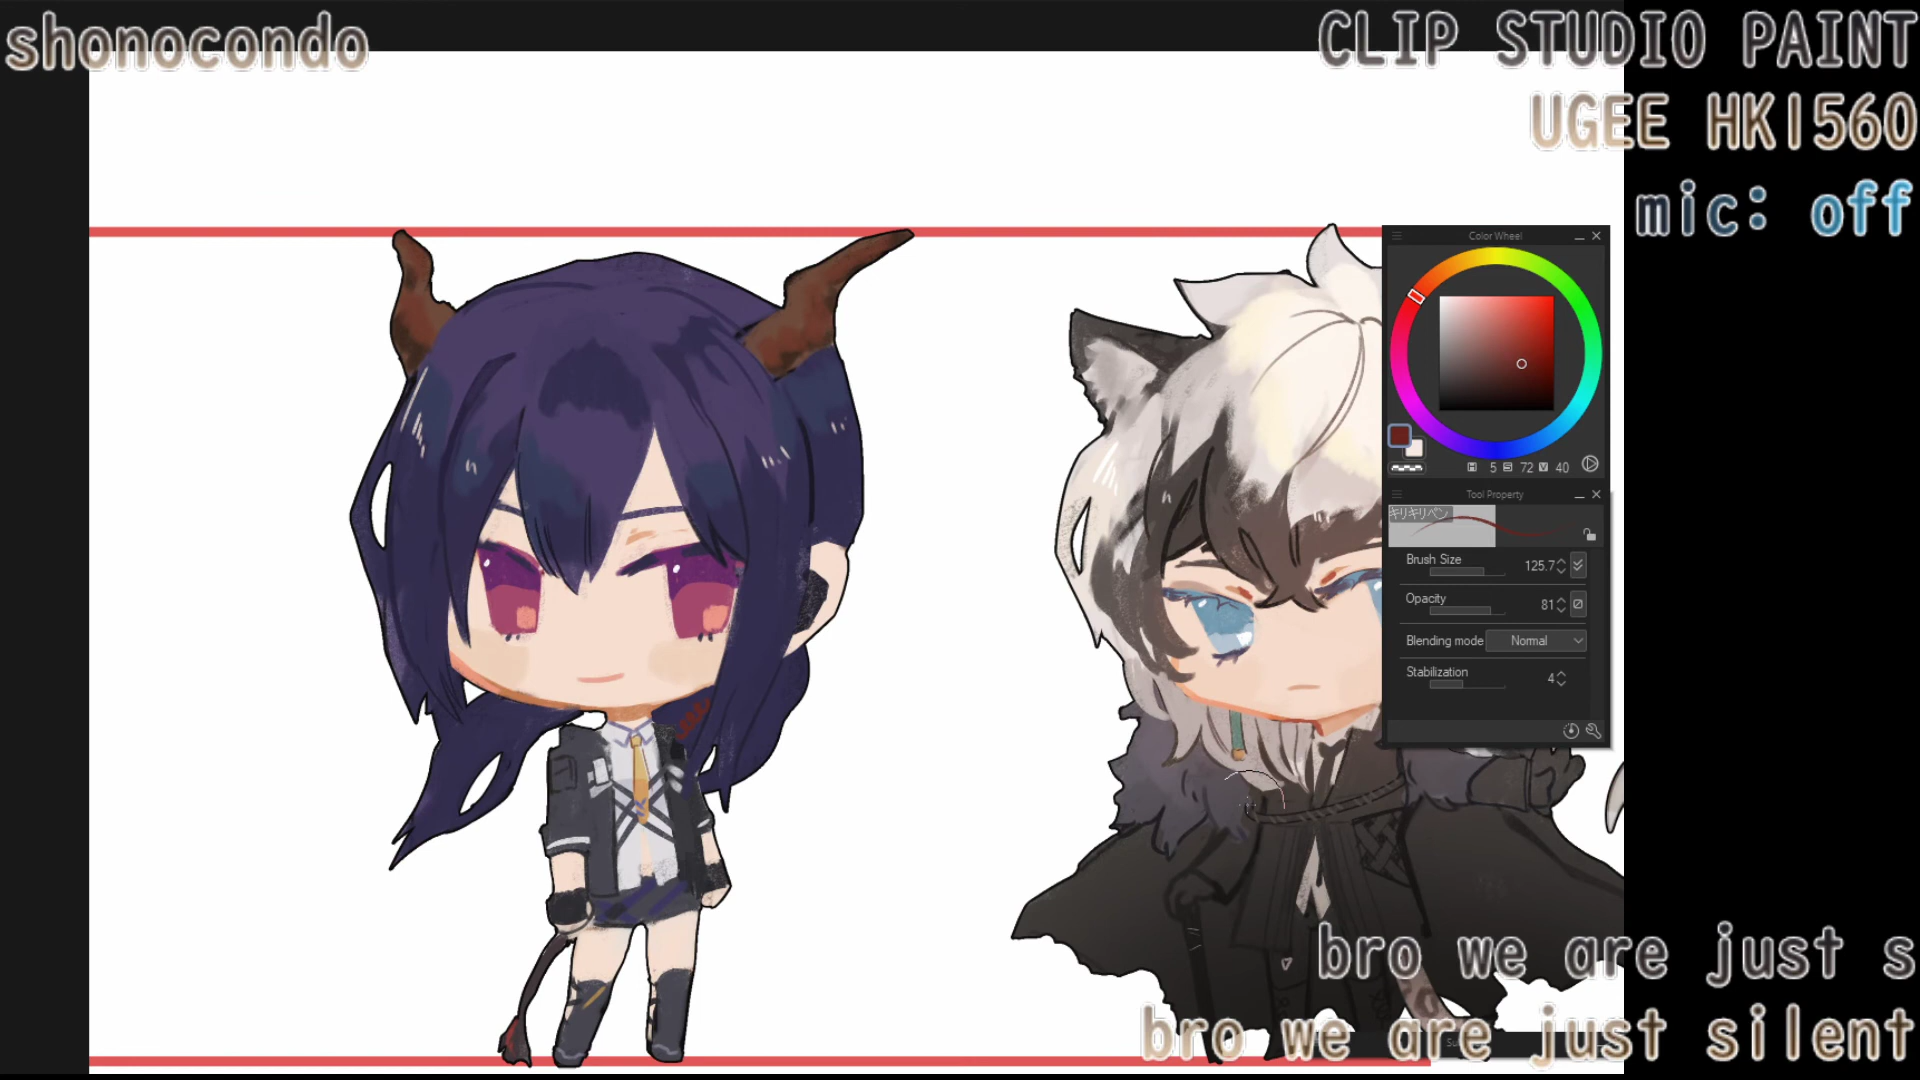 shonocondo
CLIP STUDIO PAINT
UGEE HK1560
mic: off
Color Wheel
H 5 S 72 V 40
Tool Property
キリキリペン
Brush Size 125.7
Opacity 81
Blending mode Normal
Stabilization 4
bro we are just s
bro we are just silent